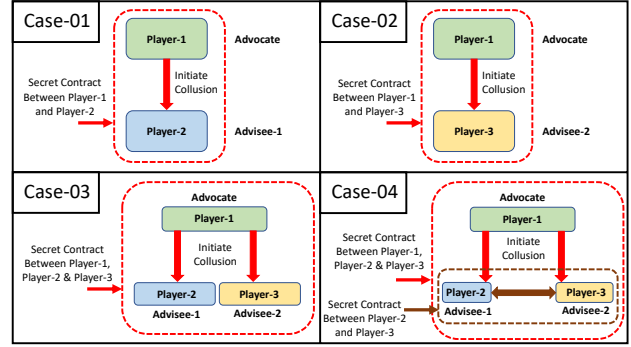 Case-01
Player-1
Advocate
Initiate
Collusion
Secret Contract
Between Player-1
and Player-2
Player-2
Advisee-1
Case-02
Player-1
Advocate
Initiate
Collusion
Secret Contract
Between Player-1
and Player-3
Player-3
Advisee-2
Case-03
Advocate
Player-1
Initiate
Collusion
Secret Contract
Between Player-1,
Player-2 & Player-3
Player-2
Player-3
Advisee-1
Advisee-2
Case-04
Advocate
Player-1
Initiate
Collusion
Secret Contract
Between Player-1,
Player-2 & Player-3
Player-2
Player-3
Advisee-1
Advisee-2
Secret Contract
Between Player-2
and Player-3